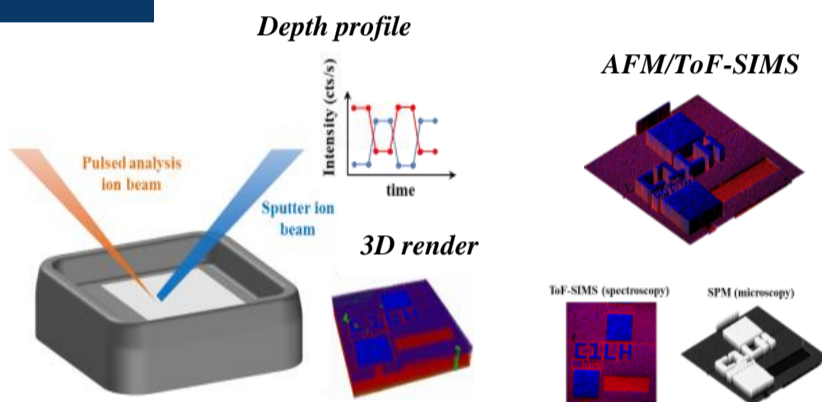 Depth profile
AFM/ToF-SIMS
Intensity (cts/s)
time
Pulsed analysis
ion beam
Sputter ion
beam
3D render
ToF-SIMS (spectroscopy)
SPM (microscopy)